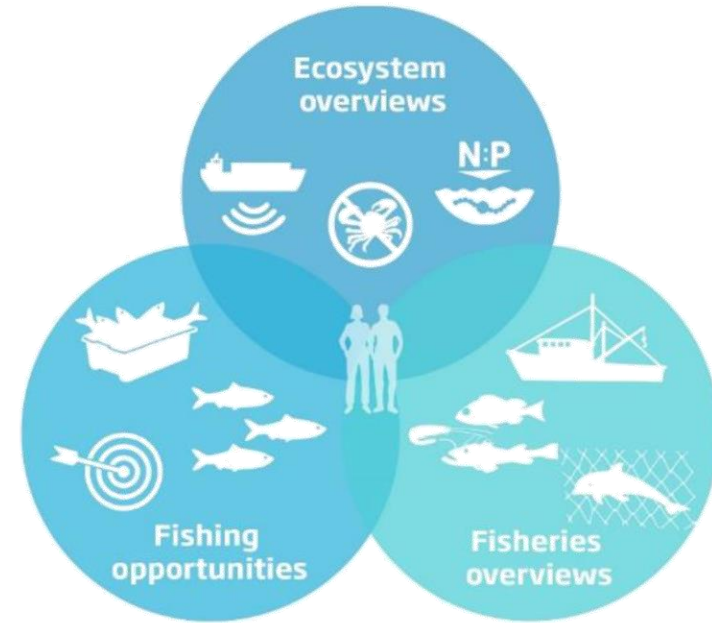 Ecosystem
overviews
N:P
Fishing
opportunities
Fisheries
overviews